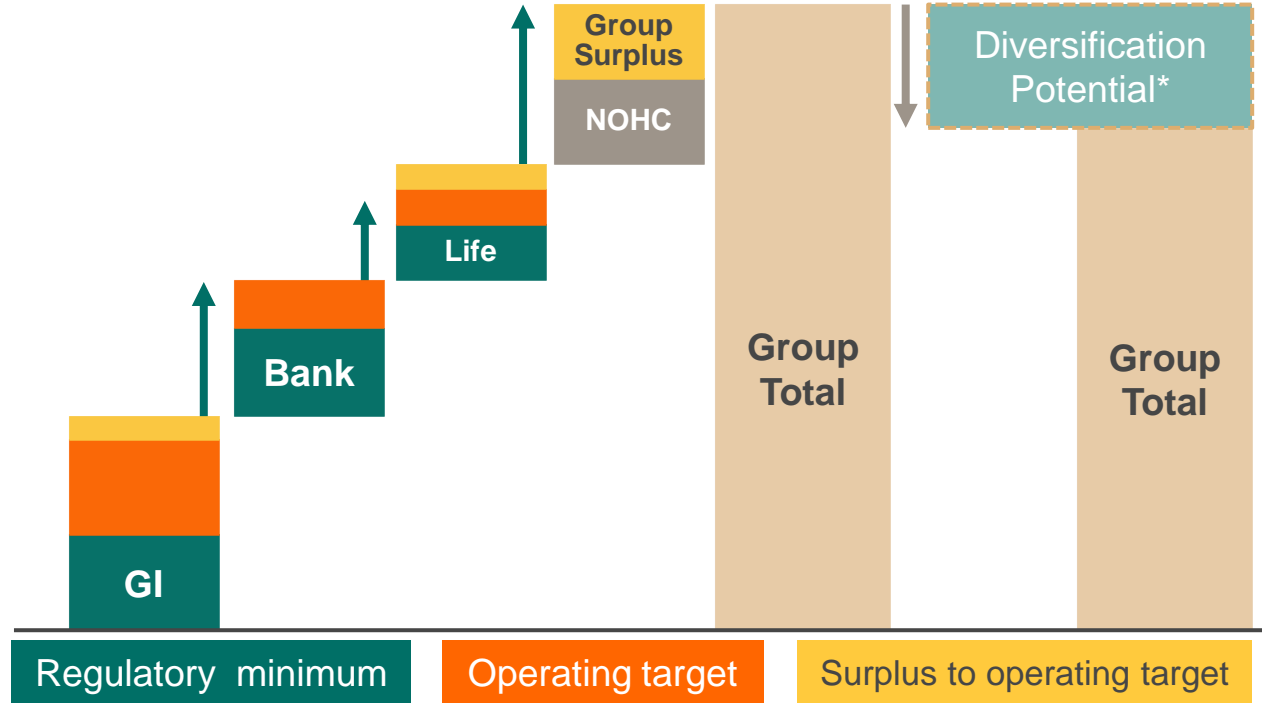 Group
Surplus
NOHC
Diversification
Potential*
Life
Bank
GI
Group
Total
Group
Total
Regulatory minimum
Operating target
Surplus to operating target